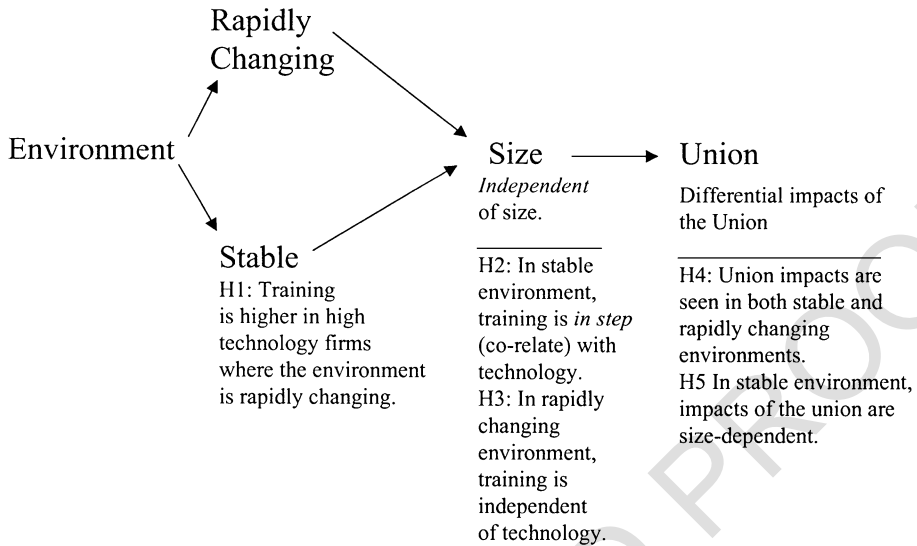 Rapidly
Changing
Environment
Stable
H1: Training
is higher in high
technology firms
where the environment
is rapidly changing.
Size
Independent
of size.
H2: In stable
environment,
training is in step
(co-relate) with
technology.
H3: In rapidly
changing
environment,
training is
independent
of technology.
Union
Differential impacts of
the Union
H4: Union impacts are
seen in both stable and
rapidly changing
environments.
H5 In stable environment,
impacts of the union are
size-dependent.
PROO